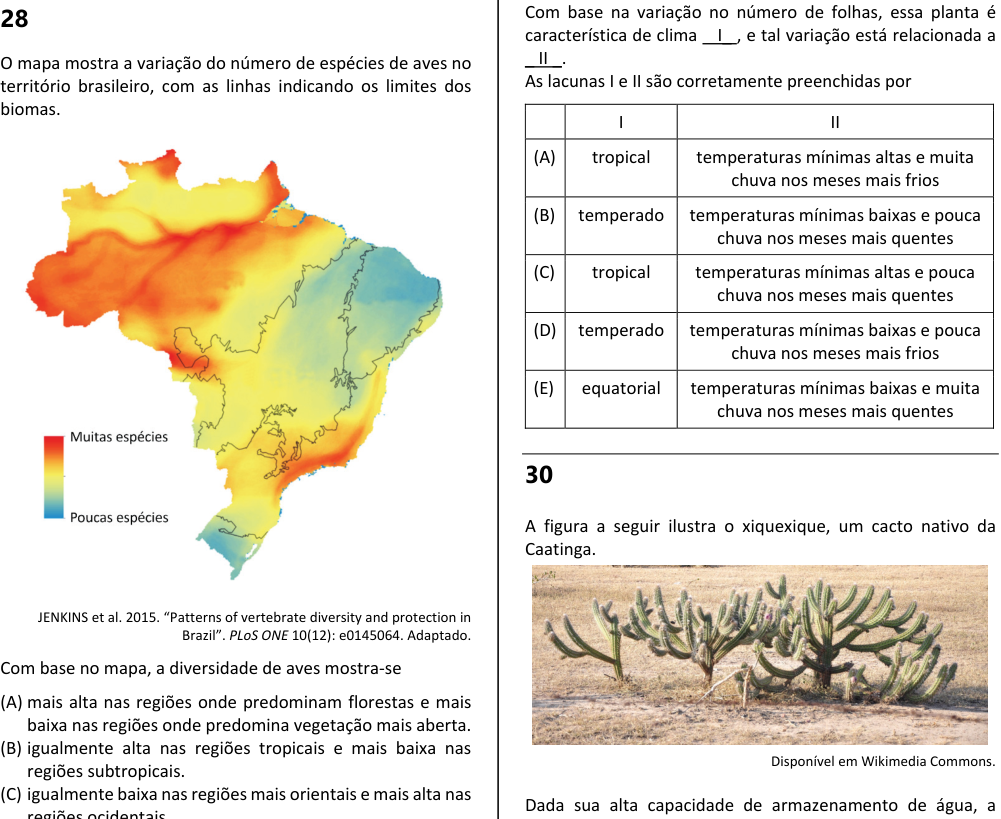 28
O mapa mostra a variação do número de espécies de aves no
território brasileiro, com as linhas indicando os limites dos
biomas.
Muitas espécies
Poucas espécies
JENKINS et al. 2015. “Patterns of vertebrate diversity and protection in
Brazil”. PLoS ONE 10(12): e0145064. Adaptado.
Com base no mapa, a diversidade de aves mostra-se
(A) mais alta nas regiões onde predominam florestas e mais
baixa nas regiões onde predomina vegetação mais aberta.
(B) igualmente alta nas regiões tropicais e mais baixa nas
regiões subtropicais.
(C) igualmente baixa nas regiões mais orientais e mais alta nas
regiões ocidentais.
Com base na variação no número de folhas, essa planta é
característica de clima __I__, e tal variação está relacionada a
__II__.
As lacunas I e II são corretamente preenchidas por
I II
(A) tropical temperaturas mínimas altas e muita
chuva nos meses mais frios
(B) temperado temperaturas mínimas baixas e pouca
chuva nos meses mais quentes
(C) tropical temperaturas mínimas altas e pouca
chuva nos meses mais quentes
(D) temperado temperaturas mínimas baixas e pouca
chuva nos meses mais frios
(E) equatorial temperaturas mínimas baixas e muita
chuva nos meses mais quentes
30
A figura a seguir ilustra o xiquexique, um cacto nativo da
Caatinga.
Disponível em Wikimedia Commons.
Dada sua alta capacidade de armazenamento de água, a